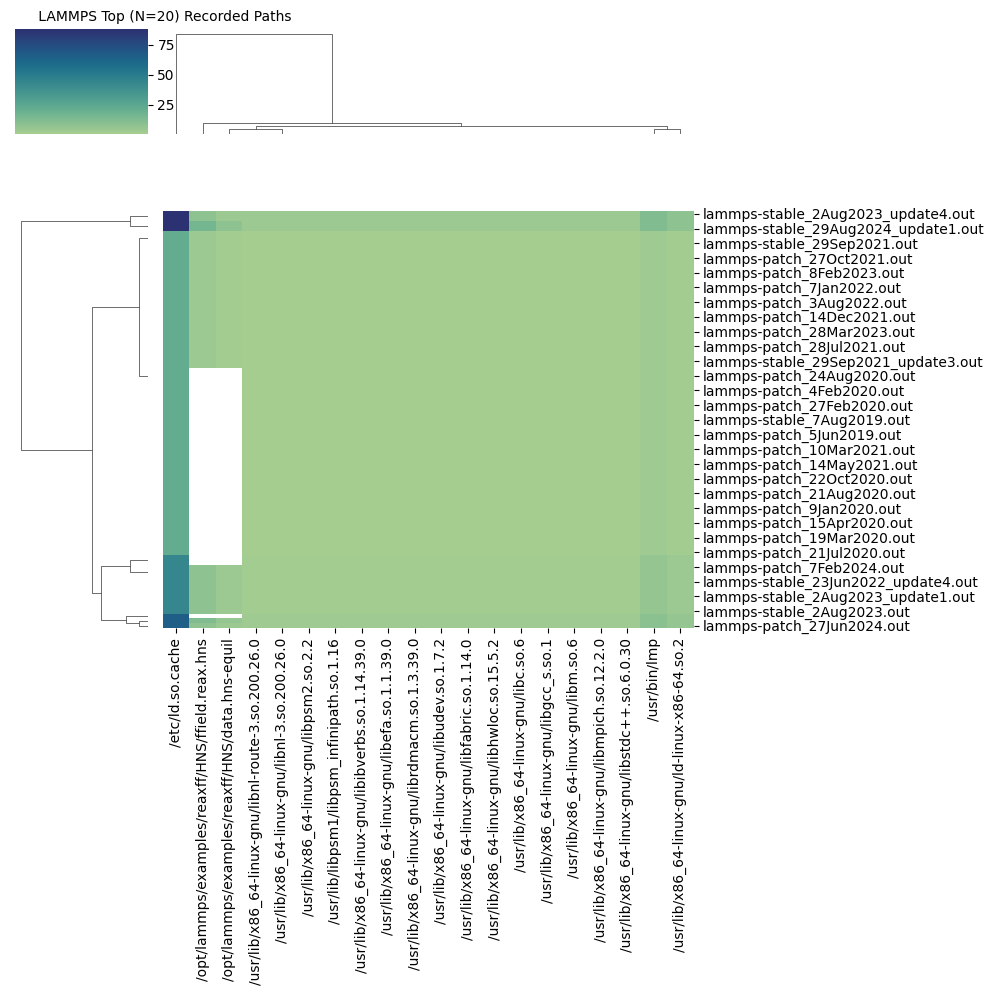 LAMMPS Top (N=20) Recorded Paths
75
50
25
lammps-stable_2Aug2023_update4.out
lammps-stable_29Aug2024_update1.out
lammps-stable_29Sep2021.out
lammps-patch_27Oct2021.out
lammps-patch_8Feb2023.out
lammps-patch_7Jan2022.out
lammps-patch_3Aug2022.out
lammps-patch_14Dec2021.out
lammps-patch_28Mar2023.out
lammps-patch_28Jul2021.out
lammps-stable_29Sep2021_update3.out
lammps-patch_24Aug2020.out
lammps-patch_4Feb2020.out
lammps-patch_27Feb2020.out
lammps-stable_7Aug2019.out
lammps-patch_5Jun2019.out
lammps-patch_10Mar2021.out
lammps-patch_14May2021.out
lammps-patch_22Oct2020.out
lammps-patch_21Aug2020.out
lammps-patch_9Jan2020.out
lammps-patch_15Apr2020.out
lammps-patch_19Mar2020.out
lammps-patch_21Jul2020.out
lammps-patch_7Feb2024.out
lammps-stable_23Jun2022_update4.out
lammps-stable_2Aug2023_update1.out
lammps-stable_2Aug2023.out
lammps-patch_27Jun2024.out
/etc/ld.so.cache
/opt/lammps/examples/reaxff/HNS/ffield.reax.hns
/opt/lammps/examples/reaxff/HNS/data.hns-equil
/usr/lib/x86_64-linux-gnu/libnl-route-3.so.200.26.0
/usr/lib/x86_64-linux-gnu/libnl-3.so.200.26.0
/usr/lib/x86_64-linux-gnu/libpsm2.so.2.2
/usr/lib/libpsm1/libpsm_infinipath.so.1.16
/usr/lib/x86_64-linux-gnu/libibverbs.so.1.14.39.0
/usr/lib/x86_64-linux-gnu/libefa.so.1.1.39.0
/usr/lib/x86_64-linux-gnu/librdmacm.so.1.3.39.0
/usr/lib/x86_64-linux-gnu/libudev.so.1.7.2
/usr/lib/x86_64-linux-gnu/libfabric.so.1.14.0
/usr/lib/x86_64-linux-gnu/libhwloc.so.15.5.2
/usr/lib/x86_64-linux-gnu/libc.so.6
/usr/lib/x86_64-linux-gnu/libgcc_s.so.1
/usr/lib/x86_64-linux-gnu/libm.so.6
/usr/lib/x86_64-linux-gnu/libmpich.so.12.2.0
/usr/lib/x86_64-linux-gnu/libstdc++.so.6.0.30
/usr/bin/lmp
/usr/lib/x86_64-linux-gnu/ld-linux-x86-64.so.2